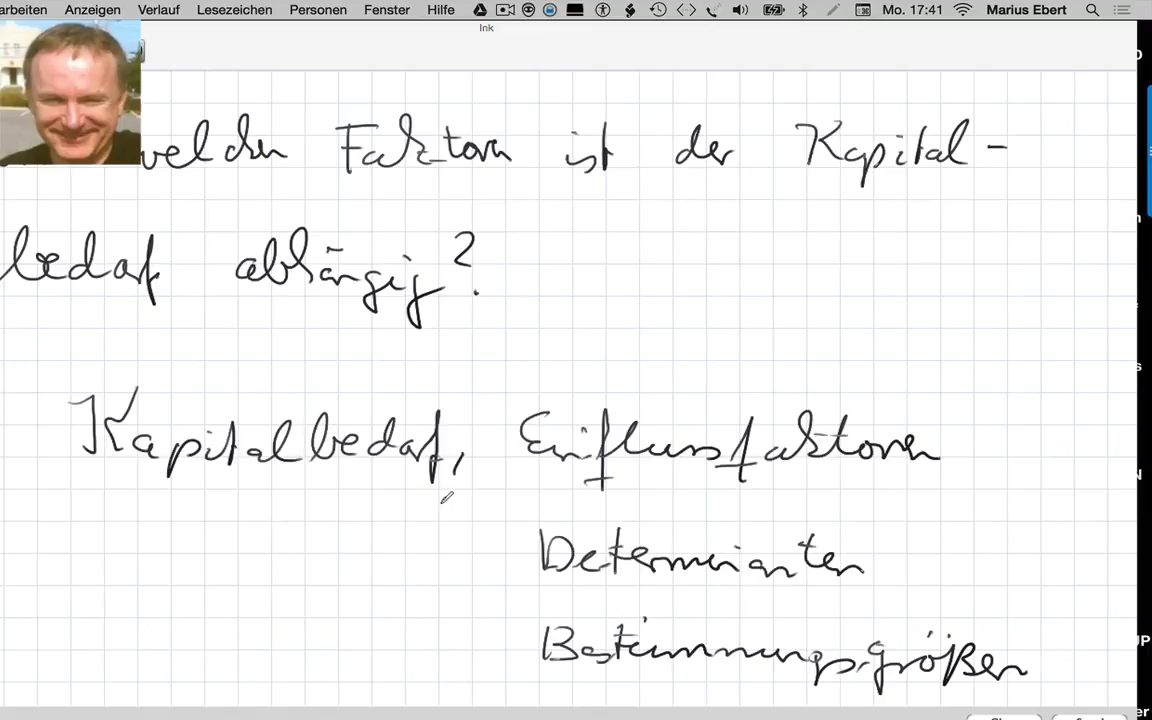 arbeiten Anzeigen Verlauf Lesezeichen Personen Fenster Hilfe Mo. 17:41 Marius Ebert
Ink
welchen Faktoren ist der Kapital-
bedarf abhängig?
Kapitalbedarf, Einflussfaktoren
Determinanten
Bestimmungsgrößen